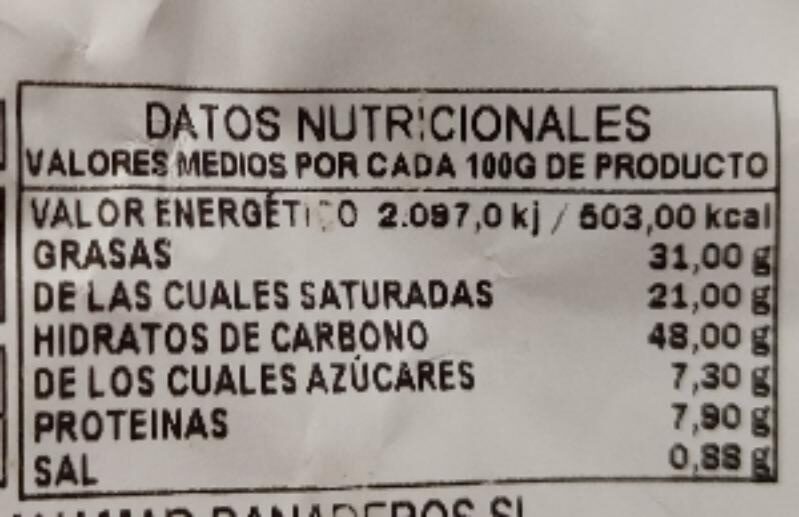 DATOS NUTRICIONALES
VALORES MEDIOS POR CADA 100G DE PRODUCTO
VALOR ENERGÉTICO 2.097,0 kj / 503,00 kcal
GRASAS 31,00 g
DE LAS CUALES SATURADAS 21,00 g
HIDRATOS DE CARBONO 48,00 g
DE LOS CUALES AZÚCARES 7,30 g
PROTEINAS 7,90 g
SAL 0,88 g
PANADEROS SL